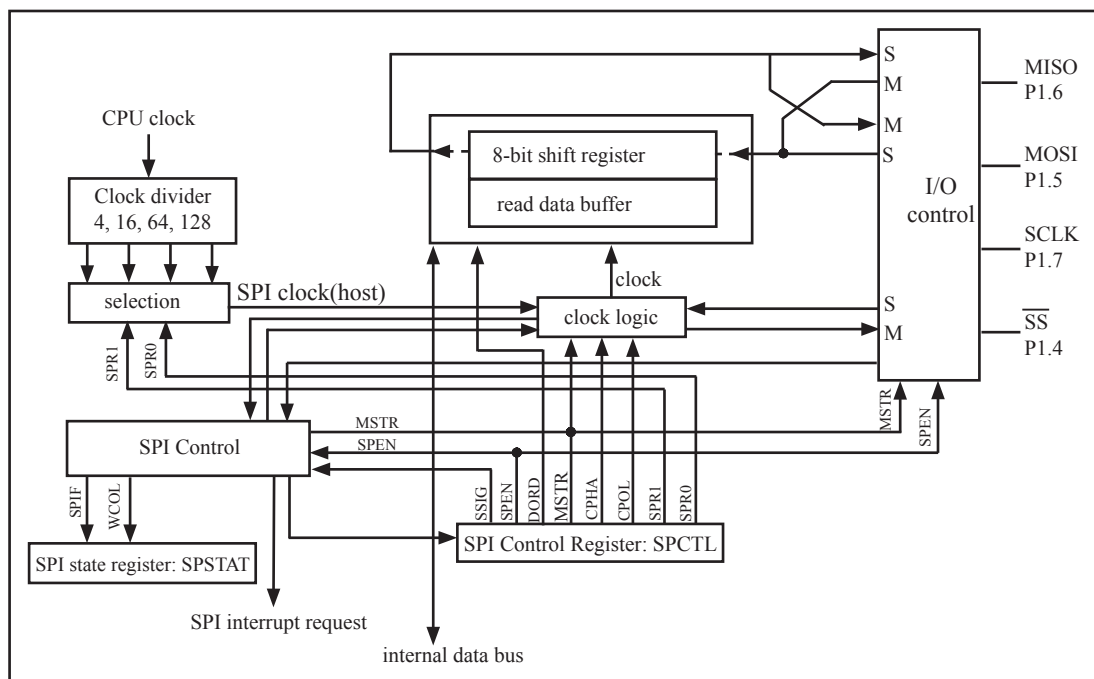 CPU clock
Clock divider
4, 16, 64, 128
selection
SPI clock(host)
SPR1
SPR0
8-bit shift register
read data buffer
clock
clock logic
S
M
M
S
S
M
I/O
control
MISO
P1.6
MOSI
P1.5
SCLK
P1.7
SS
P1.4
MSTR
SPEN
SPI Control
MSTR
SPEN
SPIF
WCOL
SSIG
SPEN
DORD
MSTR
CPHA
CPOL
SPR1
SPR0
SPI Control Register: SPCTL
SPI state register: SPSTAT
SPI interrupt request
internal data bus